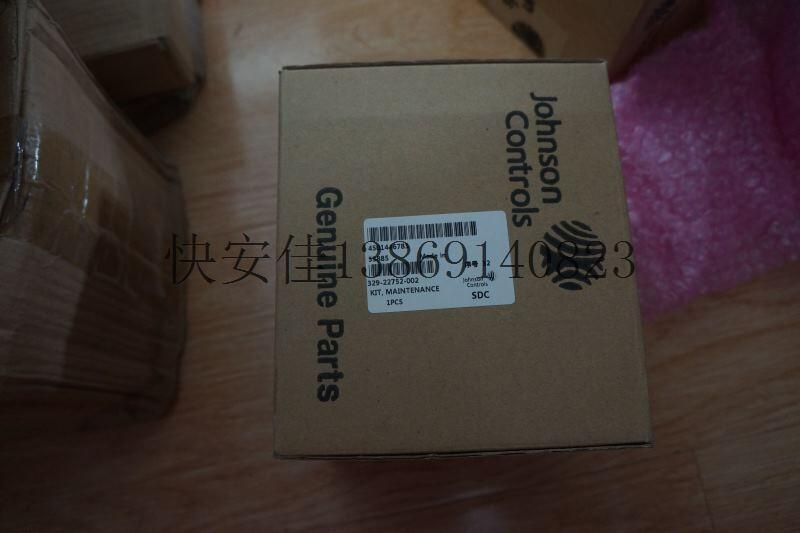 Johnson
Controls
Genuine Parts
快安佳13869140823
329-22752-002
KIT, MAINTENANCE
1PCS
Johnson
Controls
SDC